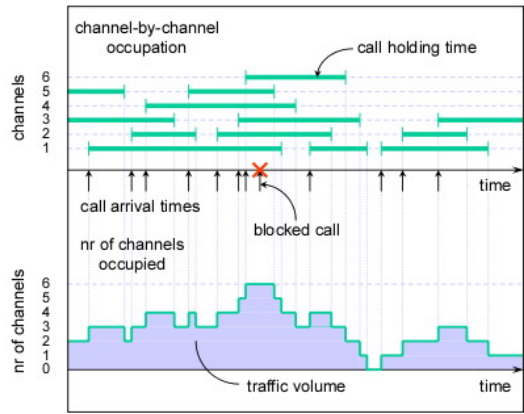 channel-by-channel
occupation
call holding time
channels
6
5
4
3
2
1
time
call arrival times
blocked call
nr of channels
occupied
nr of channels
6
5
4
3
2
1
0
traffic volume
time